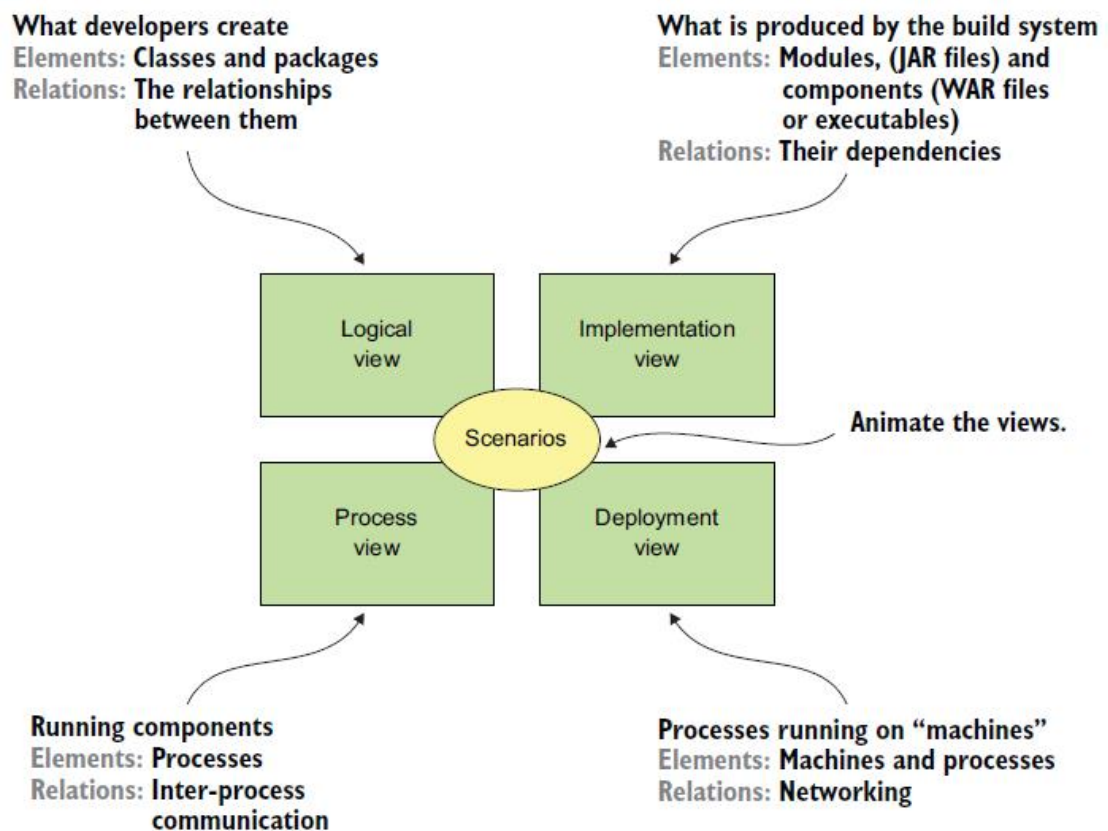 What developers create
Elements: Classes and packages
Relations: The relationships
between them
What is produced by the build system
Elements: Modules, (JAR files) and
components (WAR files
or executables)
Relations: Their dependencies
Logical
view
Implementation
view
Scenarios
Animate the views.
Process
view
Deployment
view
Running components
Elements: Processes
Relations: Inter-process
communication
Processes running on “machines”
Elements: Machines and processes
Relations: Networking